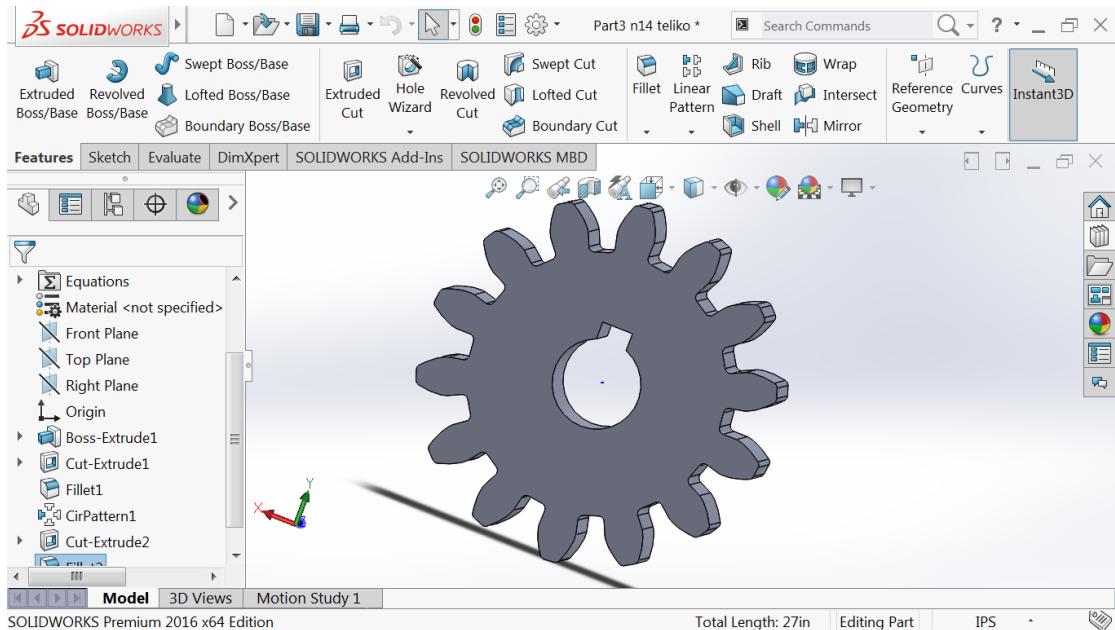 SOLIDWORKS
Part3 n14 teliko *
Search Commands
?
Extruded Boss/Base
Revolved Boss/Base
Swept Boss/Base
Lofted Boss/Base
Boundary Boss/Base
Extruded Cut
Hole Wizard
Revolved Cut
Swept Cut
Lofted Cut
Boundary Cut
Fillet
Linear Pattern
Rib
Draft
Shell
Wrap
Intersect
Mirror
Reference Geometry
Curves
Instant3D
Features Sketch Evaluate DimXpert SOLIDWORKS Add-Ins SOLIDWORKS MBD
Equations
Material <not specified>
Front Plane
Top Plane
Right Plane
Origin
Boss-Extrude1
Cut-Extrude1
Fillet1
CirPattern1
Cut-Extrude2
Y
X
Model 3D Views Motion Study 1
SOLIDWORKS Premium 2016 x64 Edition Total Length: 27in Editing Part IPS